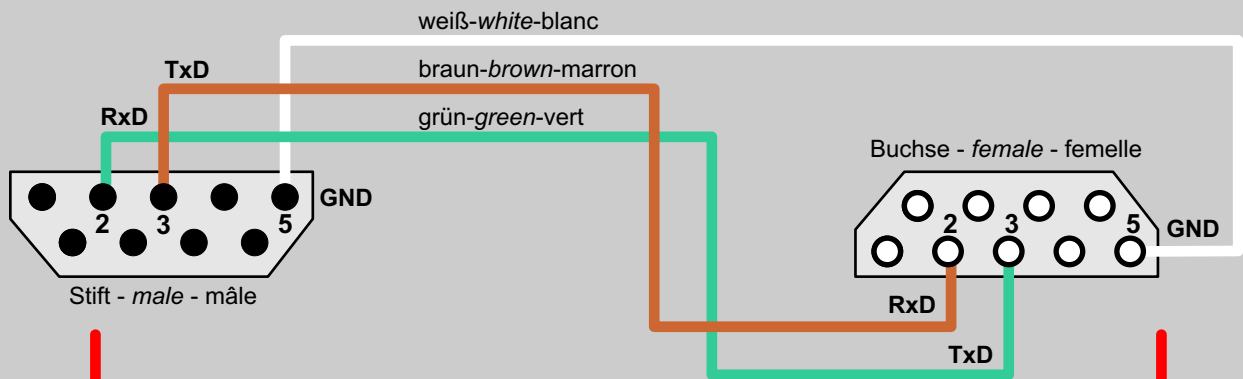 weiß-white-blanc
TxD
braun-brown-marron
RxD
grün-green-vert
Buchse - female - femelle
GND
2 3 5
2 3 5
GND
Stift - male - mâle
RxD
TxD